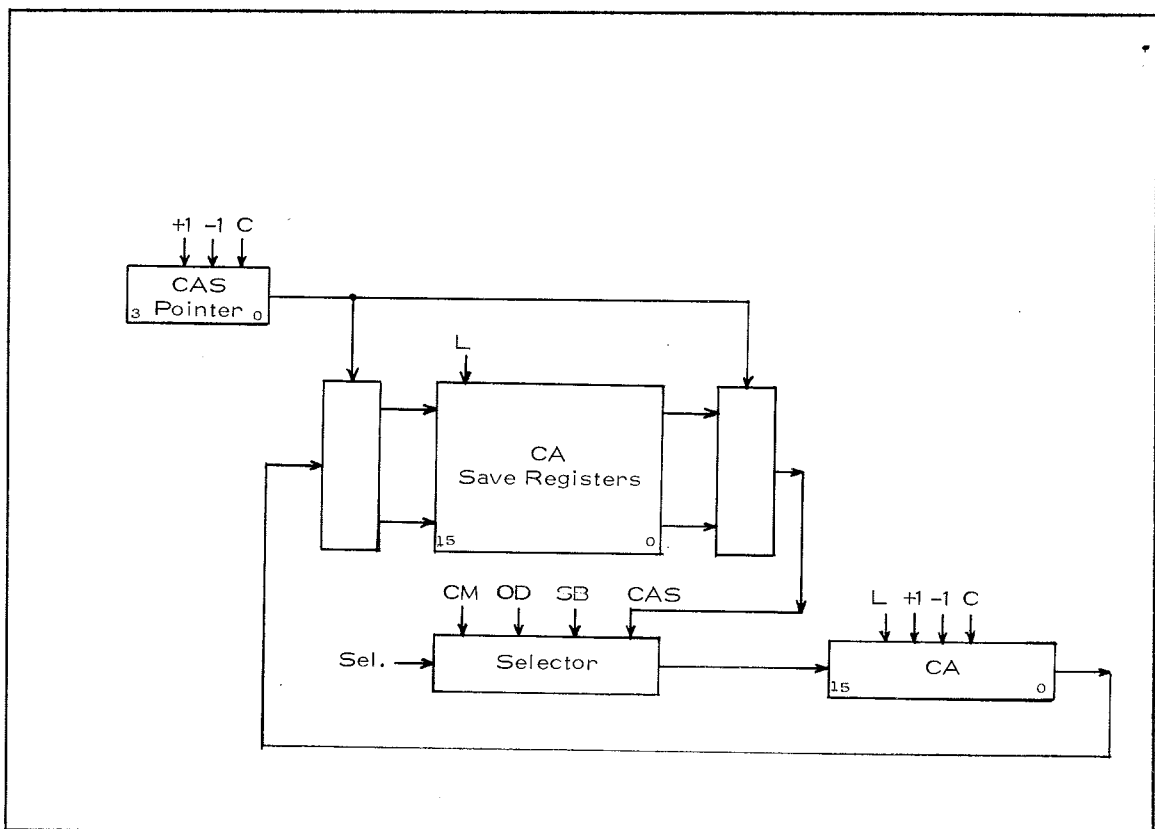 +1 -1 C
CAS
Pointer
3 0
L
CA
Save Registers
15 0
CM OD SB CAS
Sel.
Selector
L +1 -1 C
CA
15 0